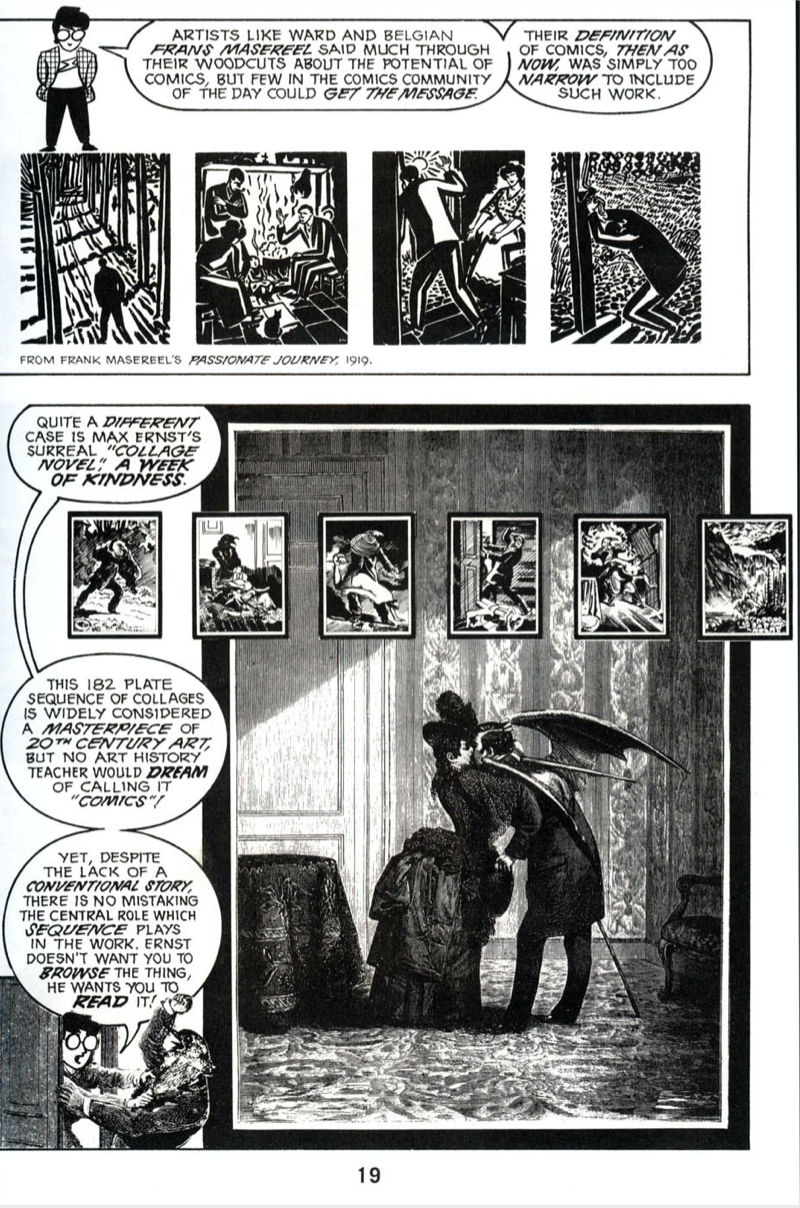 ARTISTS LIKE WARD AND BELGIAN
FRANS MASEREEL SAID MUCH THROUGH
THEIR WOODCUTS ABOUT THE POTENTIAL OF
COMICS, BUT FEW IN THE COMICS COMMUNITY
OF THE DAY COULD GET THE MESSAGE.
THEIR DEFINITION
OF COMICS, THEN AS
NOW, WAS SIMPLY TOO
NARROW TO INCLUDE
SUCH WORK.
FROM FRANK MASEREEL'S PASSIONATE JOURNEY, 1919.
QUITE A DIFFERENT
CASE IS MAX ERNST'S
SURREAL "COLLAGE
NOVEL", A WEEK
OF KINDNESS.
THIS 182 PLATE
SEQUENCE OF COLLAGES
IS WIDELY CONSIDERED
A MASTERPIECE OF
20TH CENTURY ART,
BUT NO ART HISTORY
TEACHER WOULD DREAM
OF CALLING IT
"COMICS"!
YET, DESPITE
THE LACK OF A
CONVENTIONAL STORY,
THERE IS NO MISTAKING
THE CENTRAL ROLE WHICH
SEQUENCE PLAYS
IN THE WORK. ERNST
DOESN'T WANT YOU TO
BROWSE THE THING,
HE WANTS YOU TO
READ IT!
19